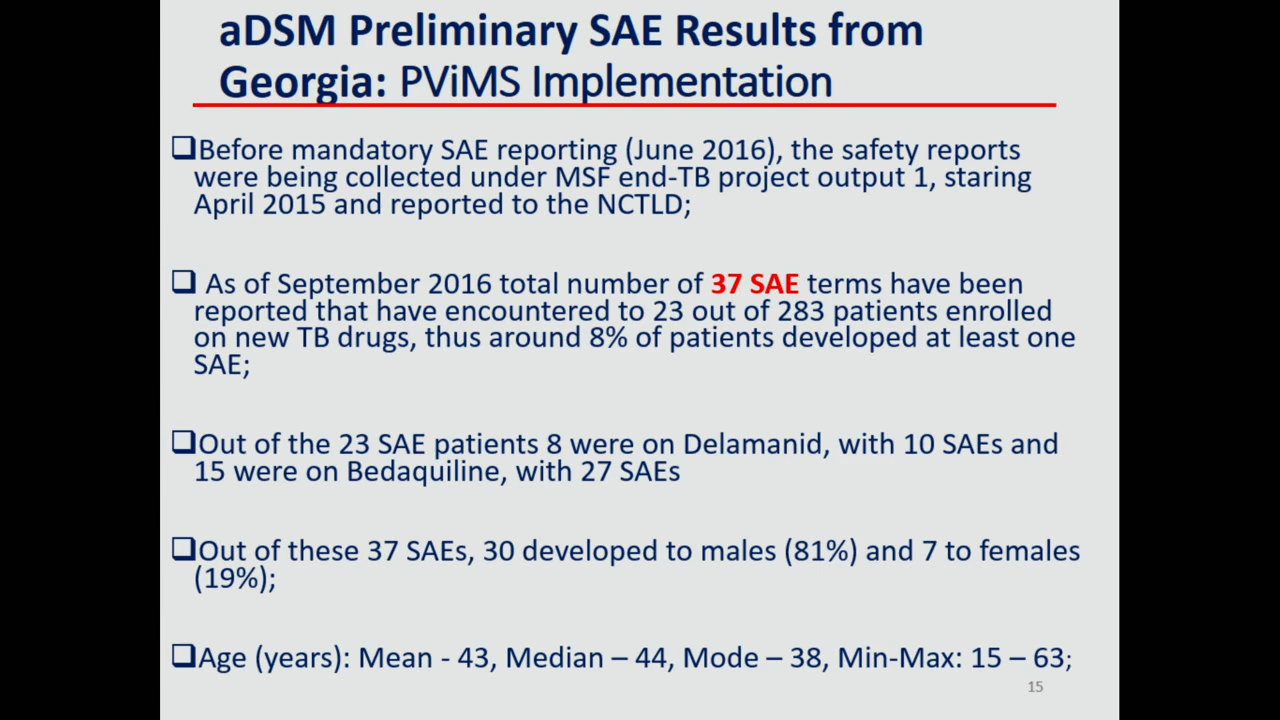 aDSM Preliminary SAE Results from
Georgia: PViMS Implementation
Before mandatory SAE reporting (June 2016), the safety reports
were being collected under MSF end-TB project output 1, staring
April 2015 and reported to the NCTLD;
As of September 2016 total number of 37 SAE terms have been
reported that have encountered to 23 out of 283 patients enrolled
on new TB drugs, thus around 8% of patients developed at least one
SAE;
Out of the 23 SAE patients 8 were on Delamanid, with 10 SAEs and
15 were on Bedaquiline, with 27 SAEs
Out of these 37 SAEs, 30 developed to males (81%) and 7 to females
(19%);
Age (years): Mean - 43, Median – 44, Mode – 38, Min-Max: 15 – 63;
15